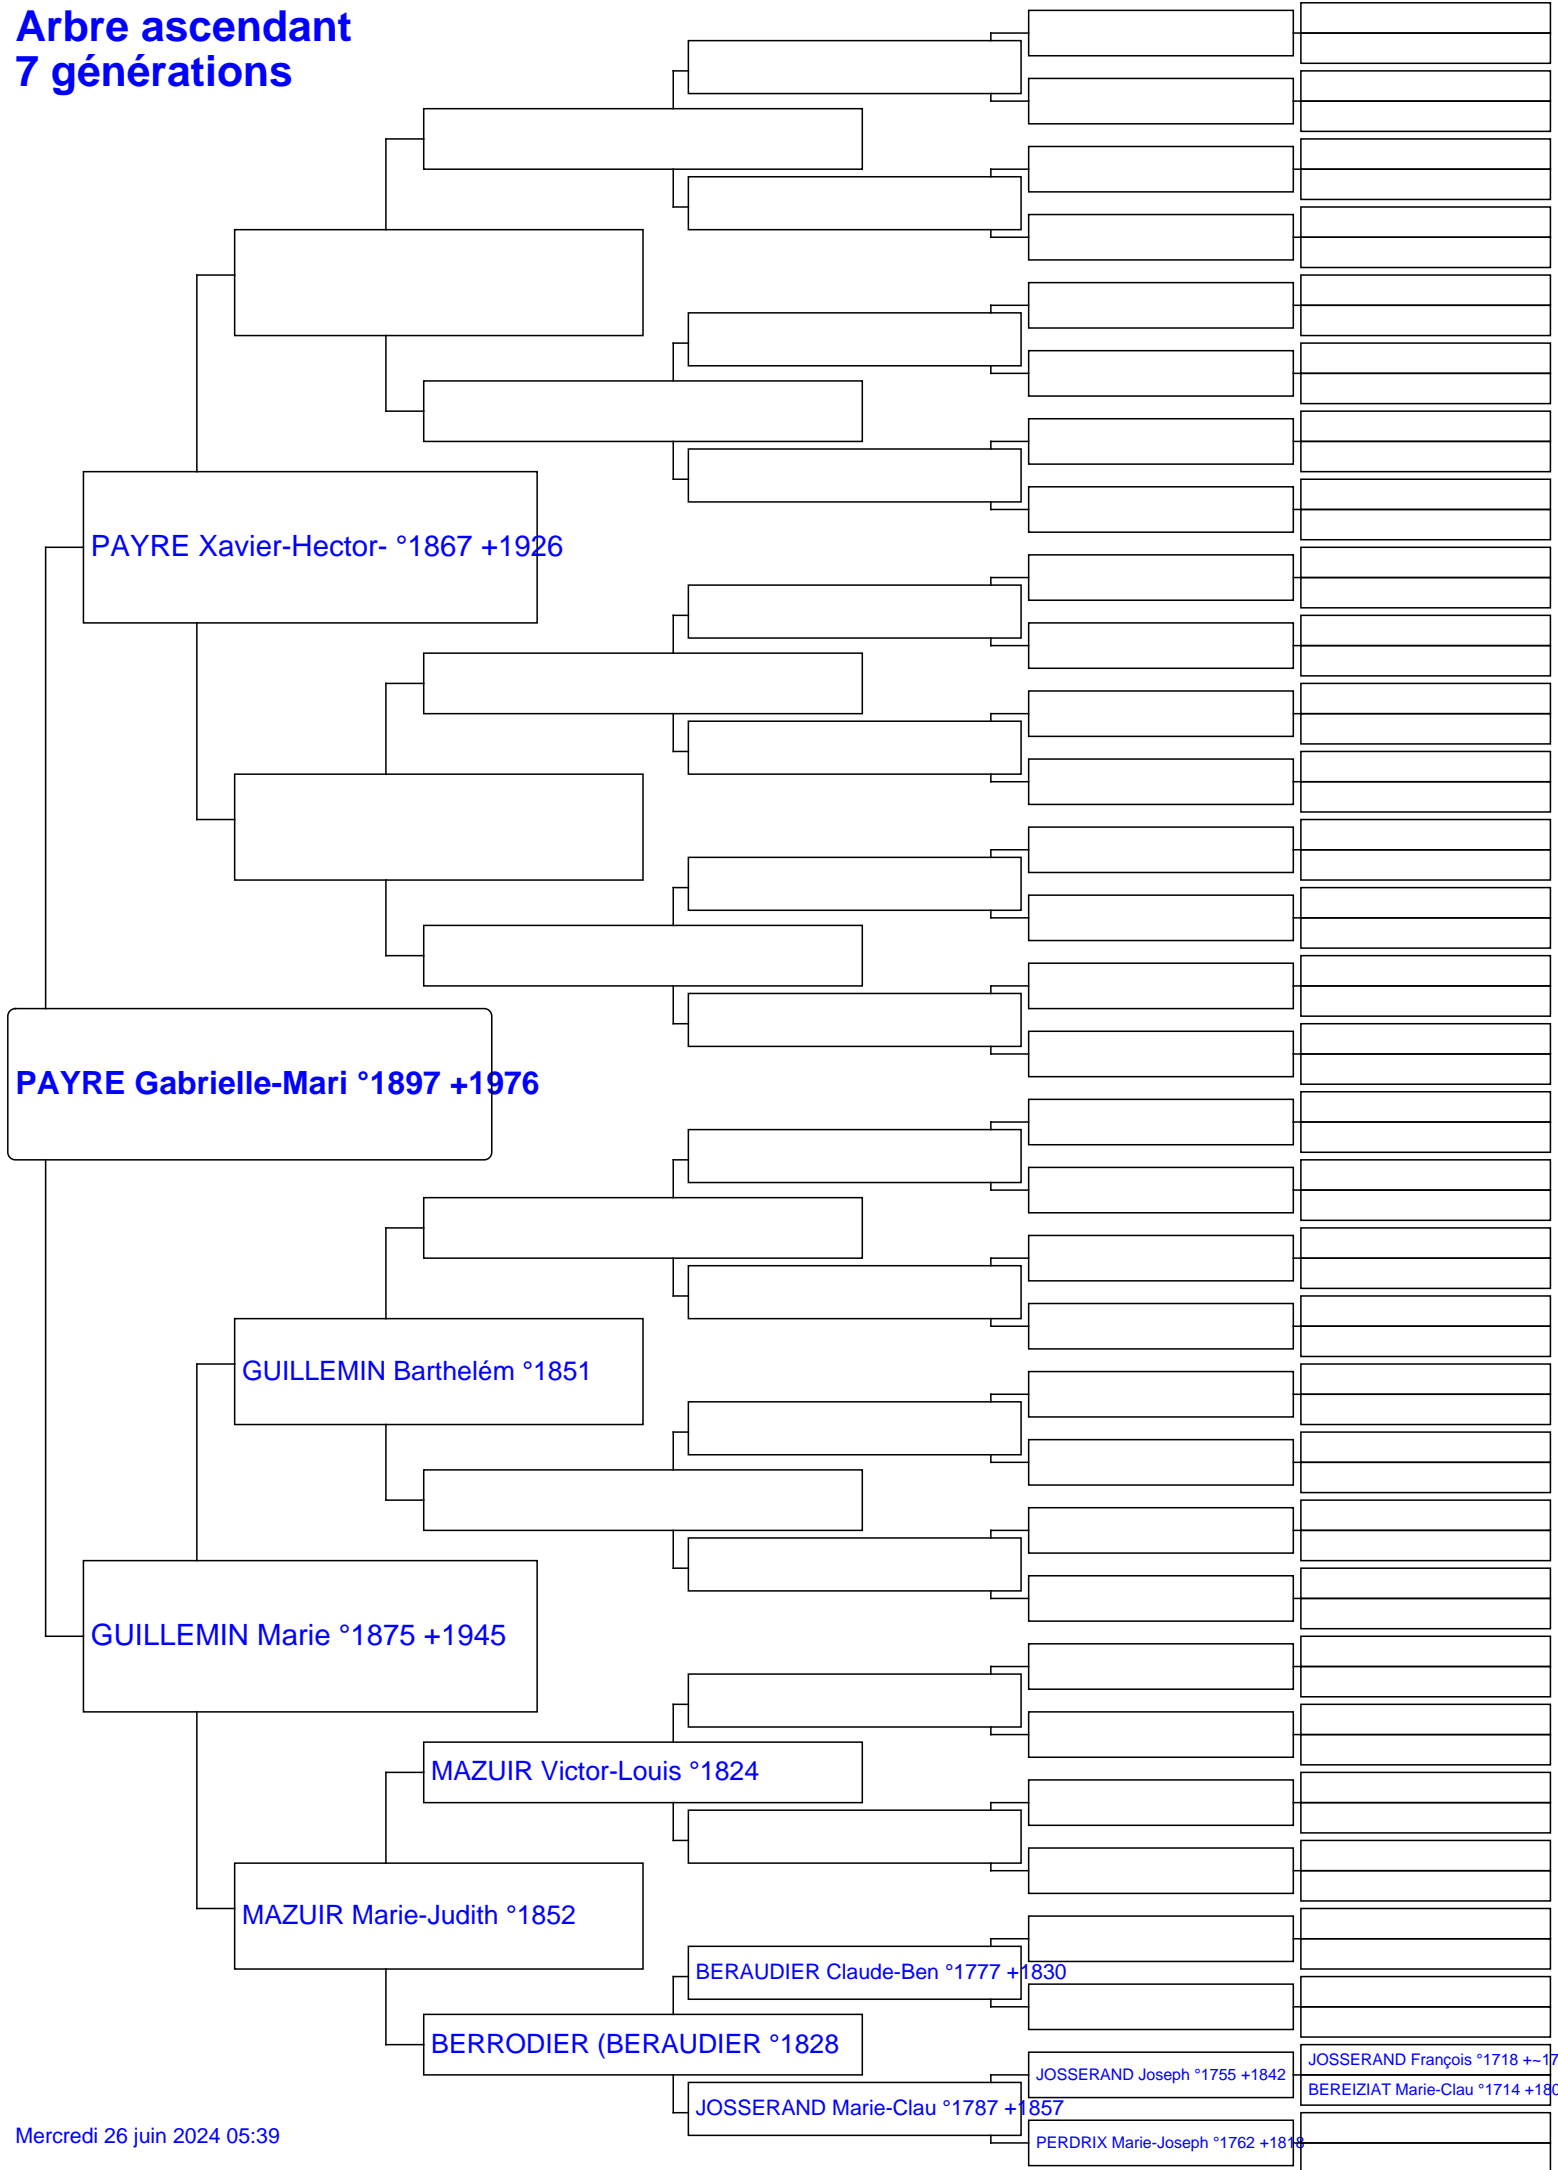 Arbre ascendant
7 générations
PAYRE Xavier-Hector- °1867 +1926
PAYRE Gabrielle-Mari °1897 +1976
GUILLEMIN Barthelém °1851
GUILLEMIN Marie °1875 +1945
MAZUIR Victor-Louis °1824
MAZUIR Marie-Judith °1852
BERAUDIER Claude-Ben °1777 +1830
BERRODIER (BERAUDIER °1828
JOSSERAND François °1718 +~17
JOSSERAND Joseph °1755 +1842
BEREIZIAT Marie-Clau °1714 +180
JOSSERAND Marie-Clau °1787 +1857
PERDRIX Marie-Joseph °1762 +1818
Mercredi 26 juin 2024 05:39